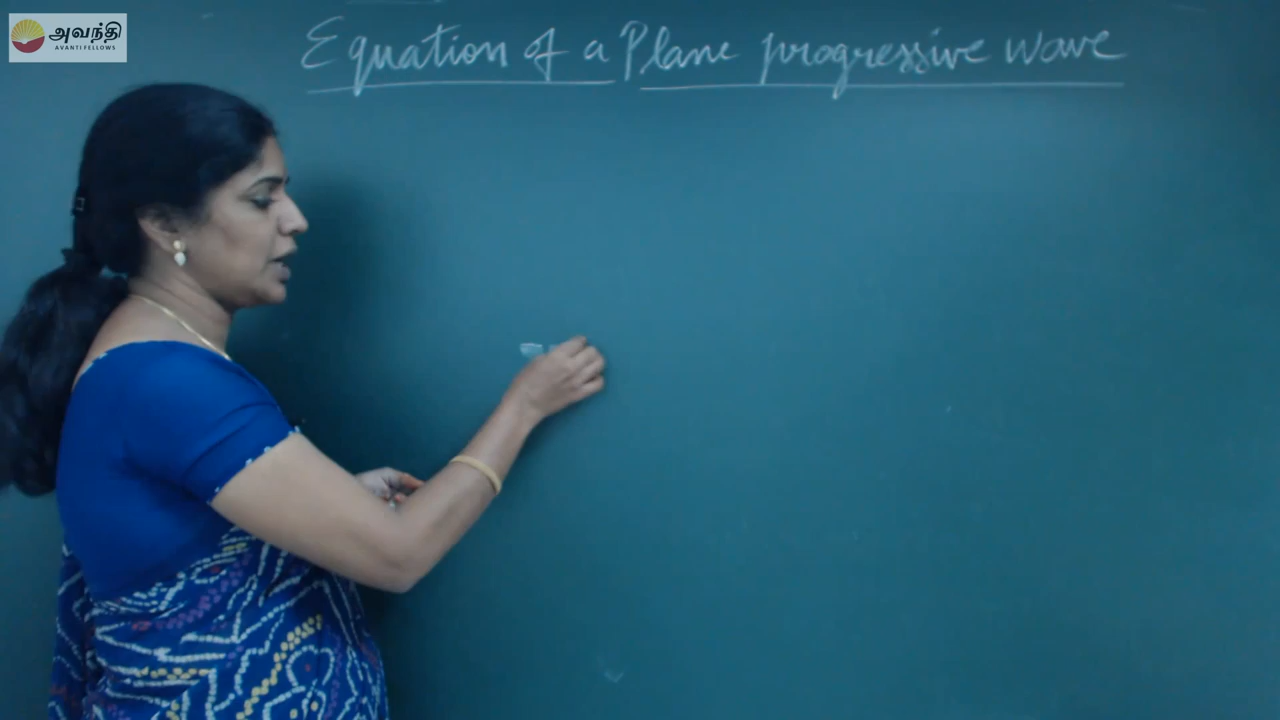 அவந்தி
AVANTI FELLOWS
Equation of a Plane progressive wave